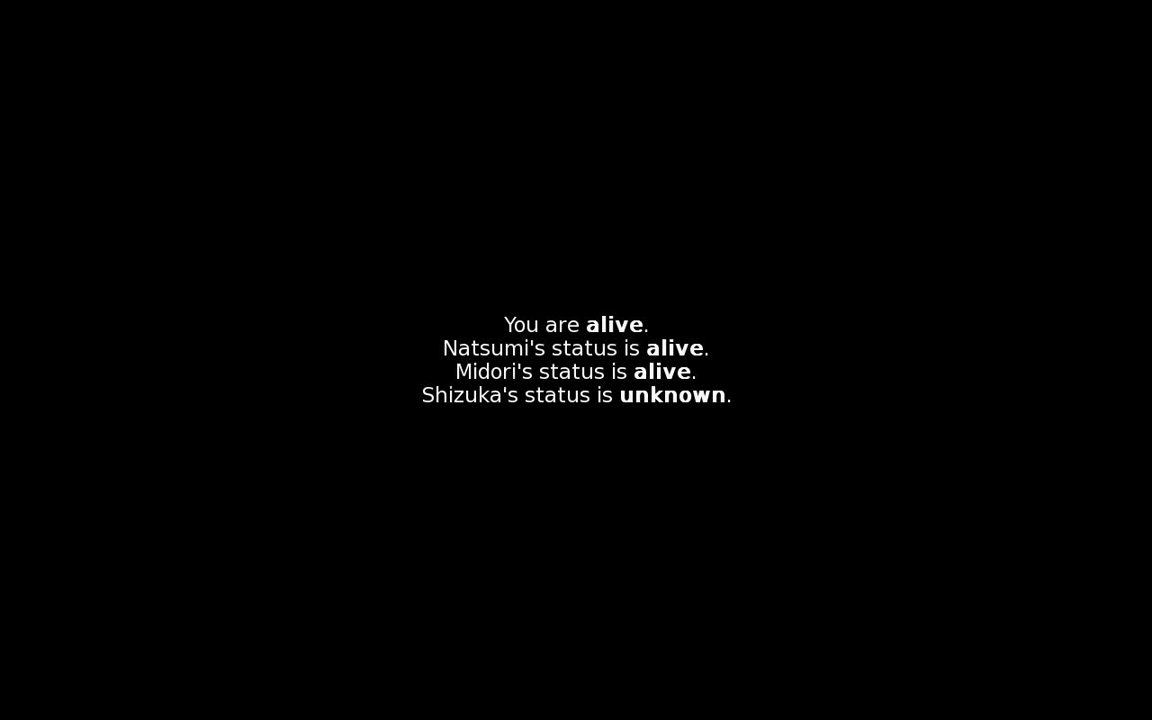 You are alive.
Natsumi's status is alive.
Midori's status is alive.
Shizuka's status is unknown.